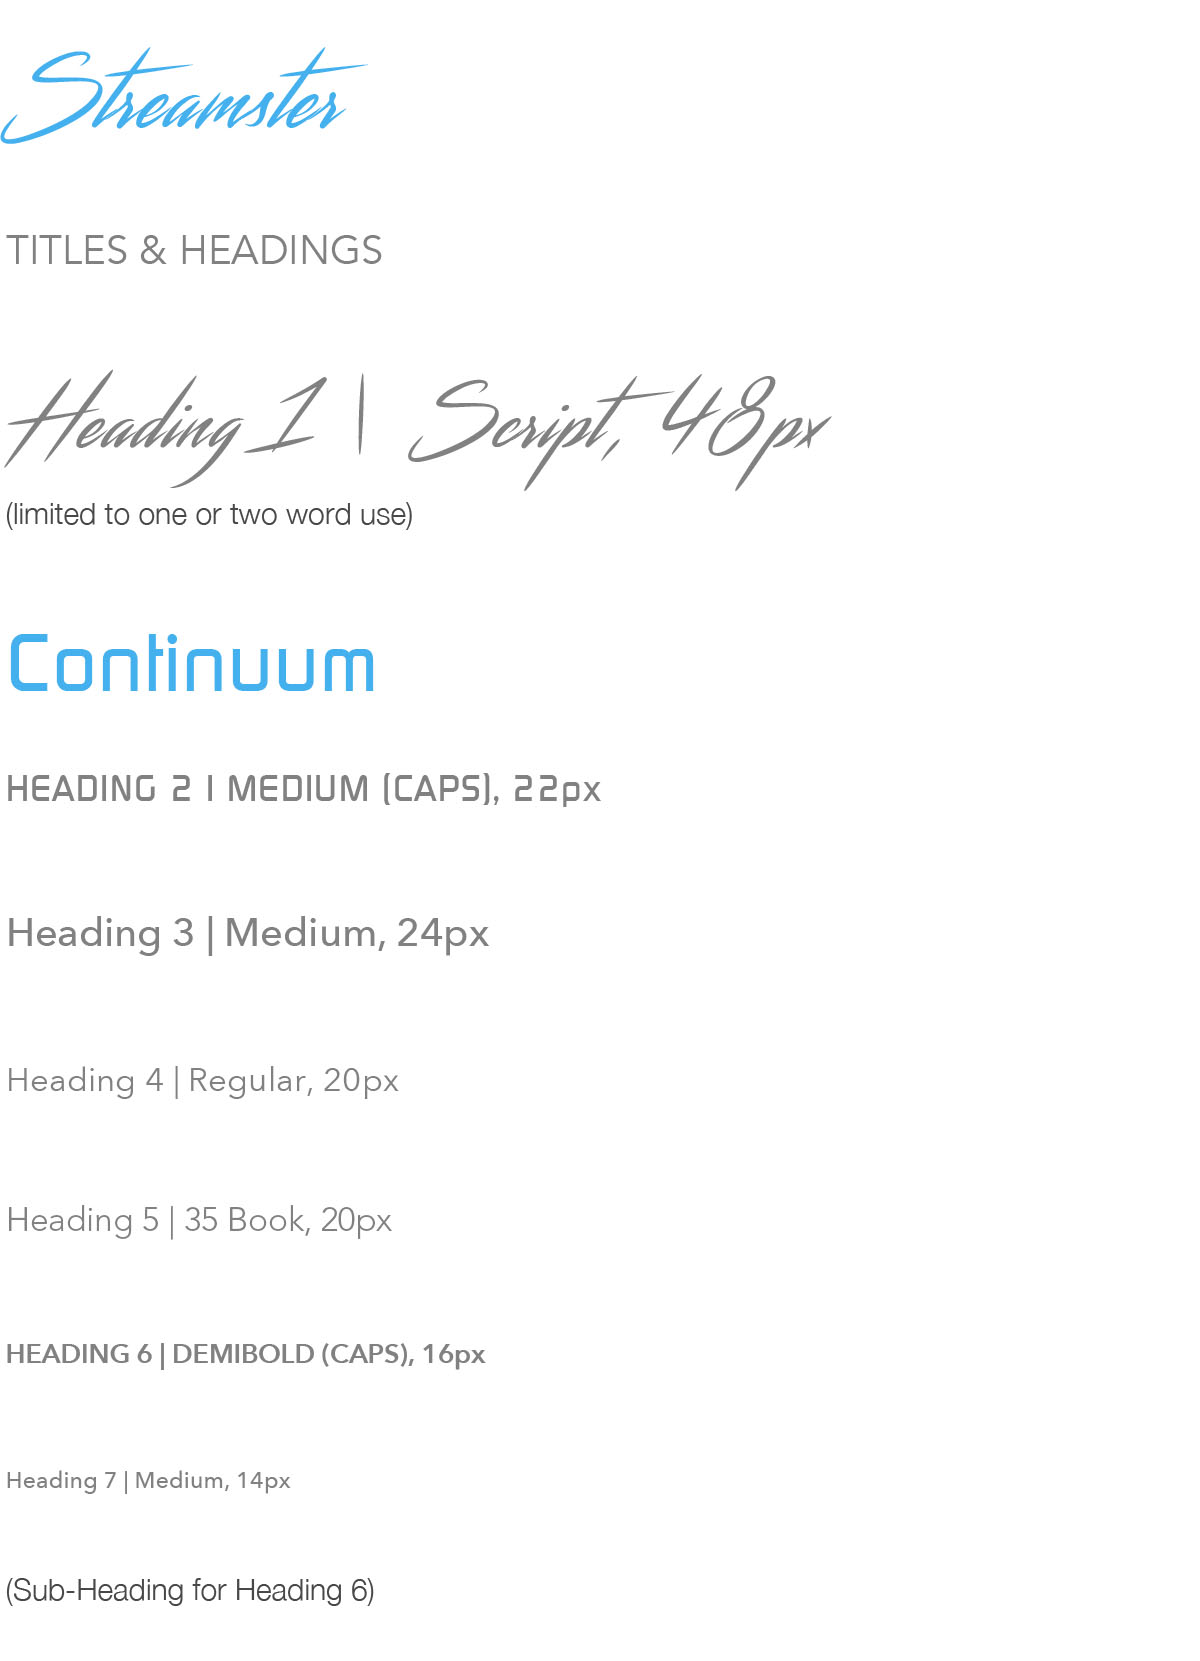 Streamster
TITLES & HEADINGS
Heading 1 | Script, 48px
(limited to one or two word use)
Continuum
HEADING 2 | MEDIUM (CAPS), 22px
Heading 3 | Medium, 24px
Heading 4 | Regular, 20px
Heading 5 | 35 Book, 20px
HEADING 6 | DEMIBOLD (CAPS), 16px
Heading 7 | Medium, 14px
(Sub-Heading for Heading 6)